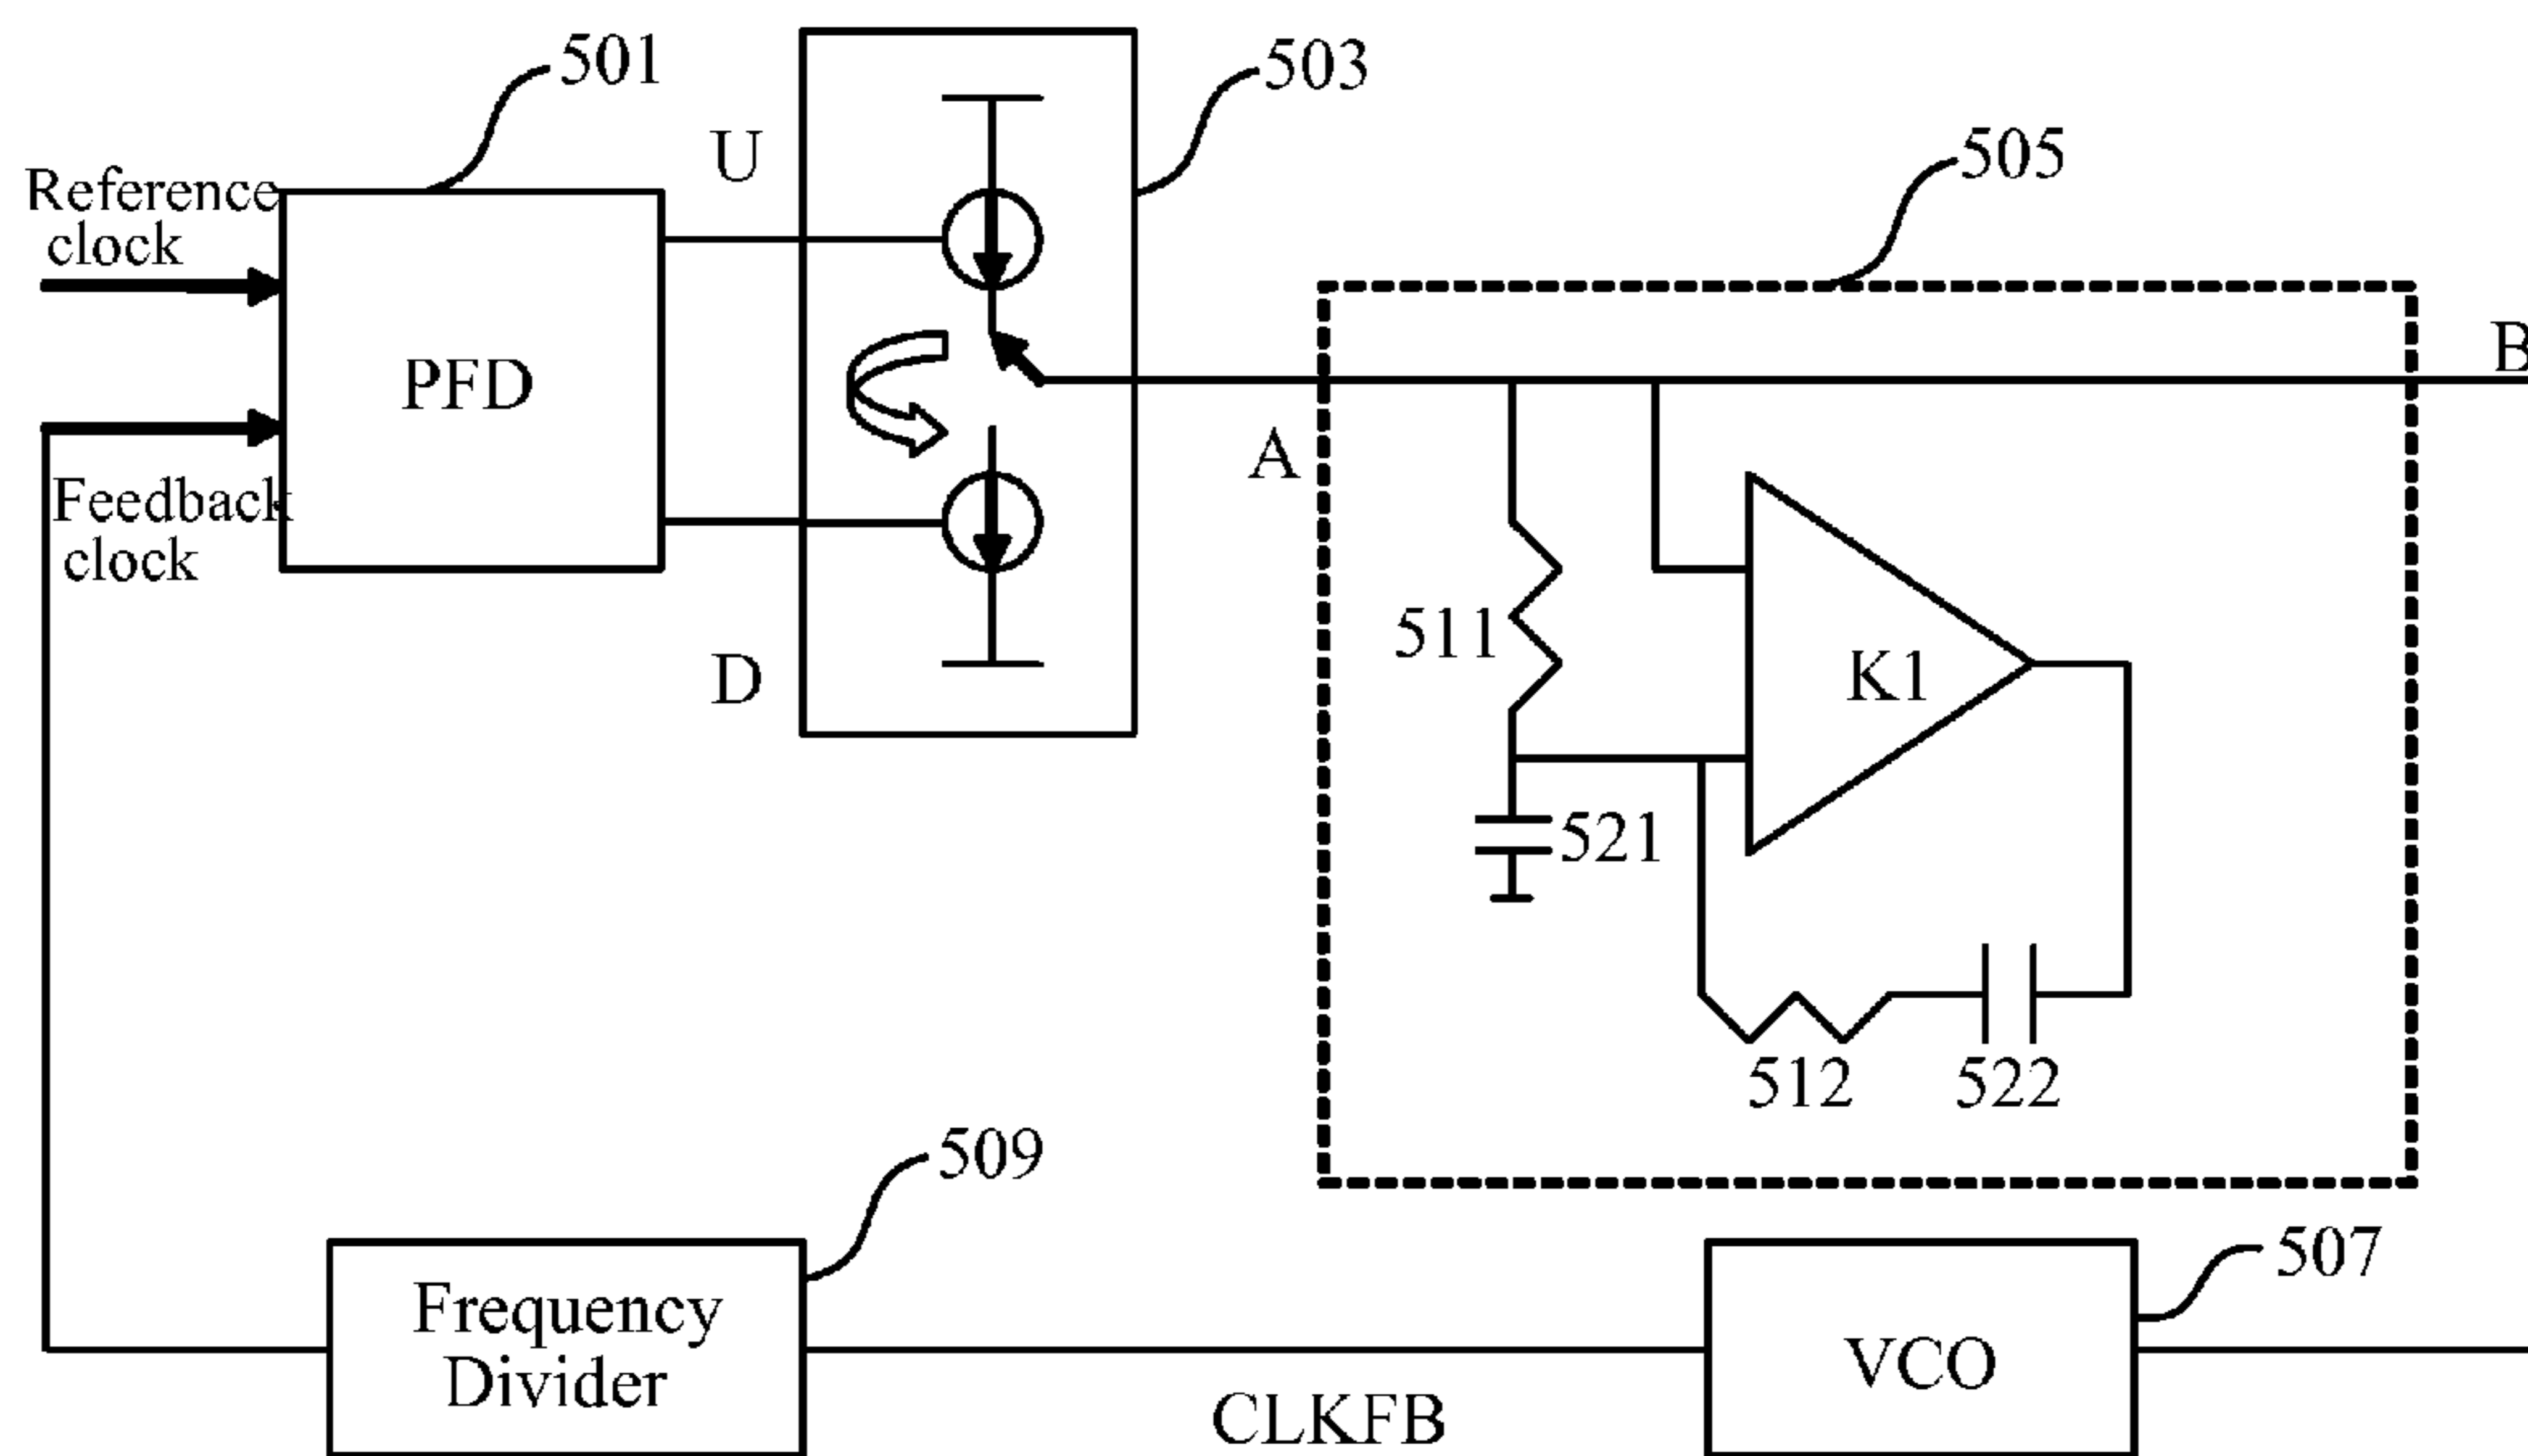 501
503
U
505
Reference
clock
B
PFD
A
Feedback
clock
511
K1
D
521
512
522
509
507
Frequency
Divider
VCO
CLKFB